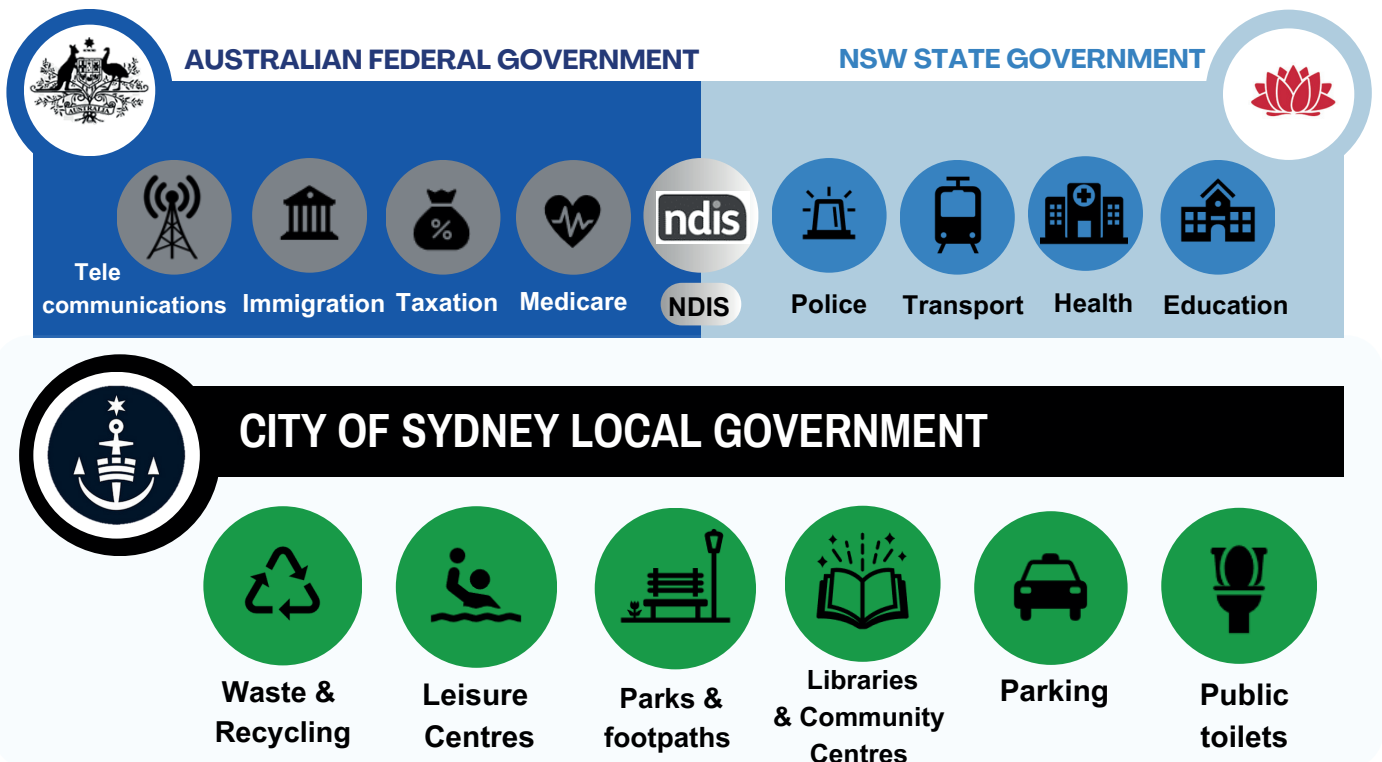 AUSTRALIAN FEDERAL GOVERNMENT
NSW STATE GOVERNMENT
AUSTRALIA
%
ndis
Tele
communications
Immigration
Taxation
Medicare
NDIS
Police
Transport
Health
Education
CITY OF SYDNEY LOCAL GOVERNMENT
Waste &
Recycling
Leisure
Centres
Parks &
footpaths
Libraries
& Community
Centres
Parking
Public
toilets